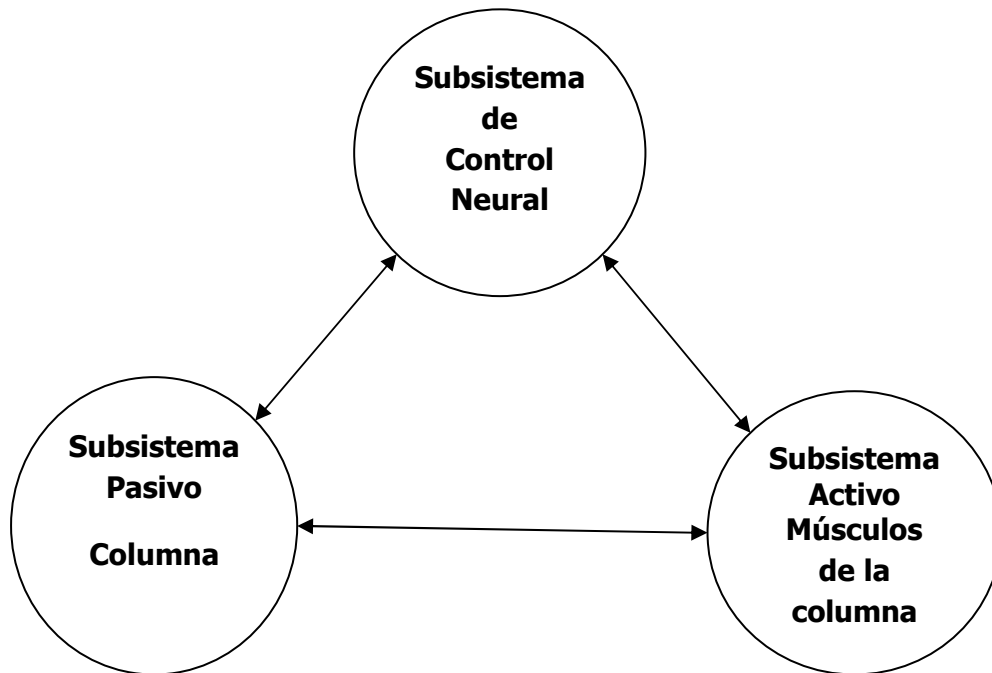 Subsistema
de
Control
Neural
Subsistema
Pasivo
Columna
Subsistema
Activo
Músculos
de la
columna